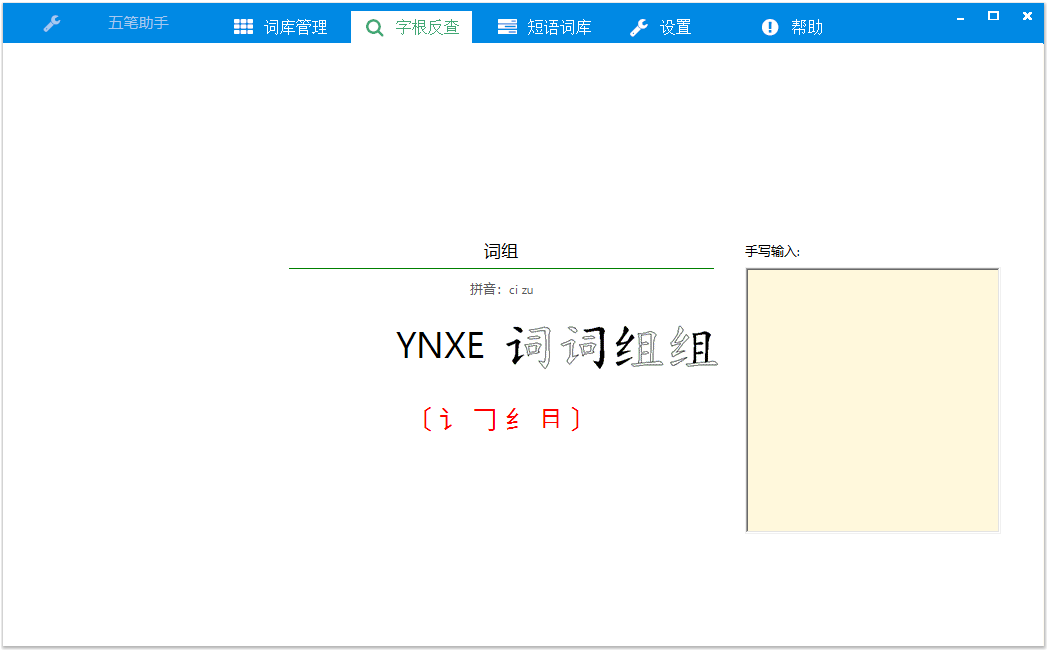 五笔助手 词库管理 字根反查 短语词库 设置 帮助
词组
手写输入:
拼音：ci zu
YNXE 词词组组
〔讠 𠃌 纟 月〕